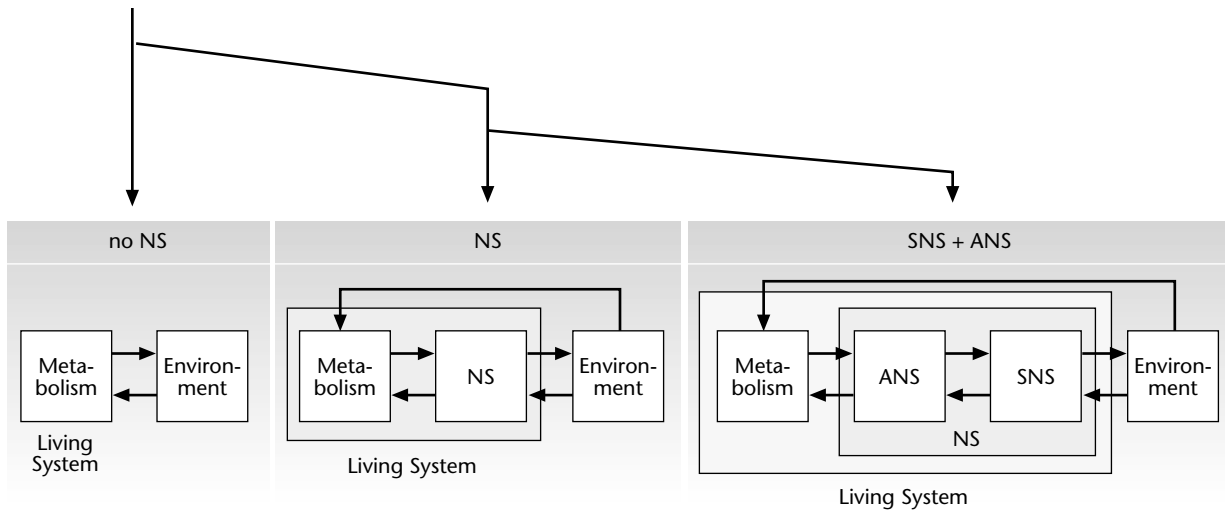 no NS
NS
SNS + ANS
Meta-
bolism
Environ-
ment
Living
System
Meta-
bolism
NS
Environ-
ment
Living System
Meta-
bolism
ANS
SNS
Environ-
ment
NS
Living System